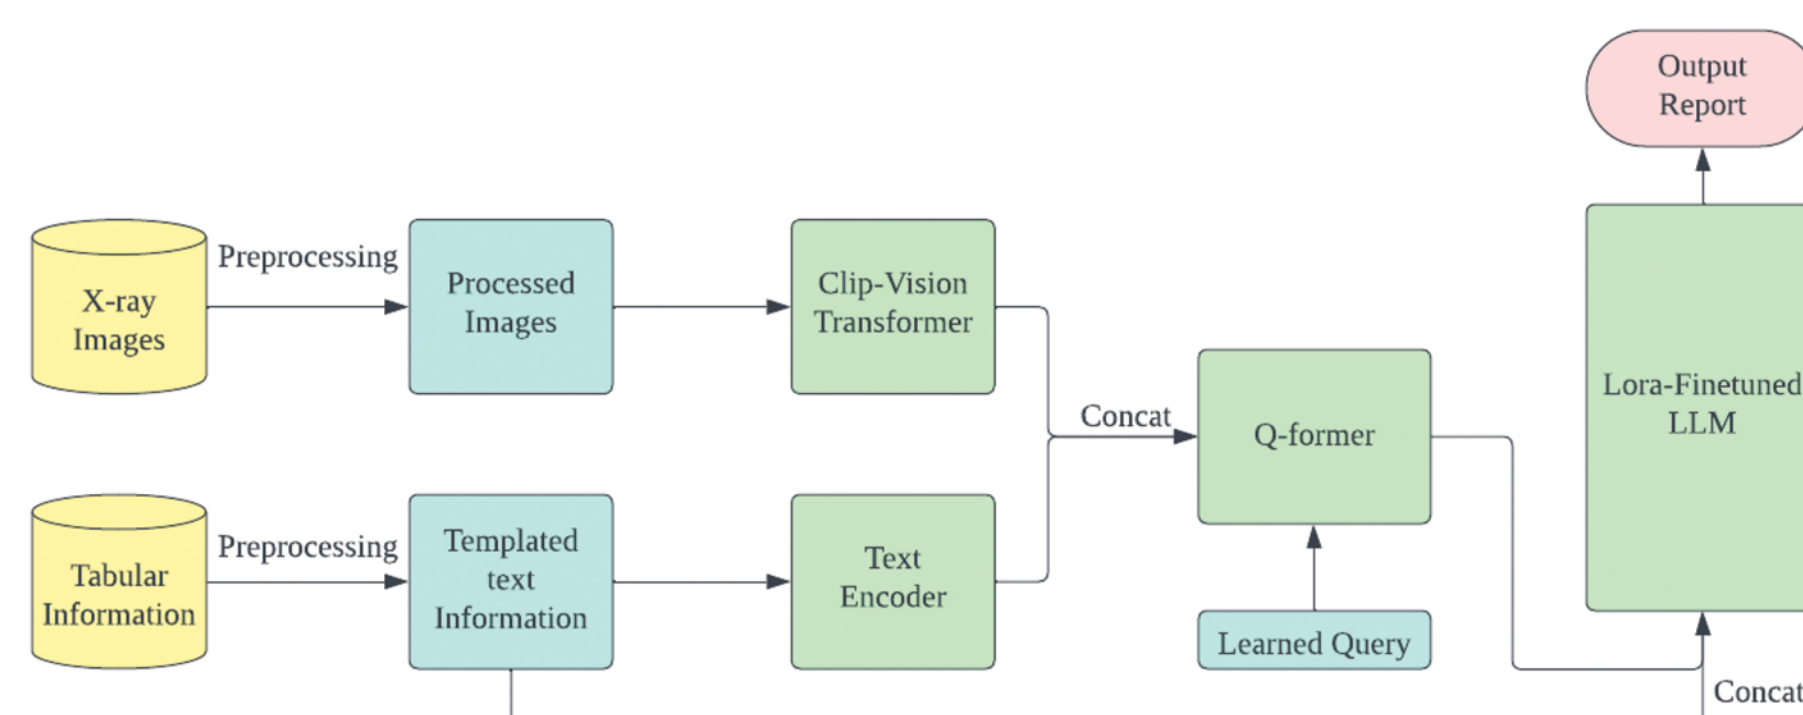 Output
Report
Preprocessing
X-ray
Images
Processed
Images
Clip-Vision
Transformer
Concat
Q-former
Lora-Finetuned
LLM
Preprocessing
Tabular
Information
Templated
text
Information
Text
Encoder
Learned Query
Concat